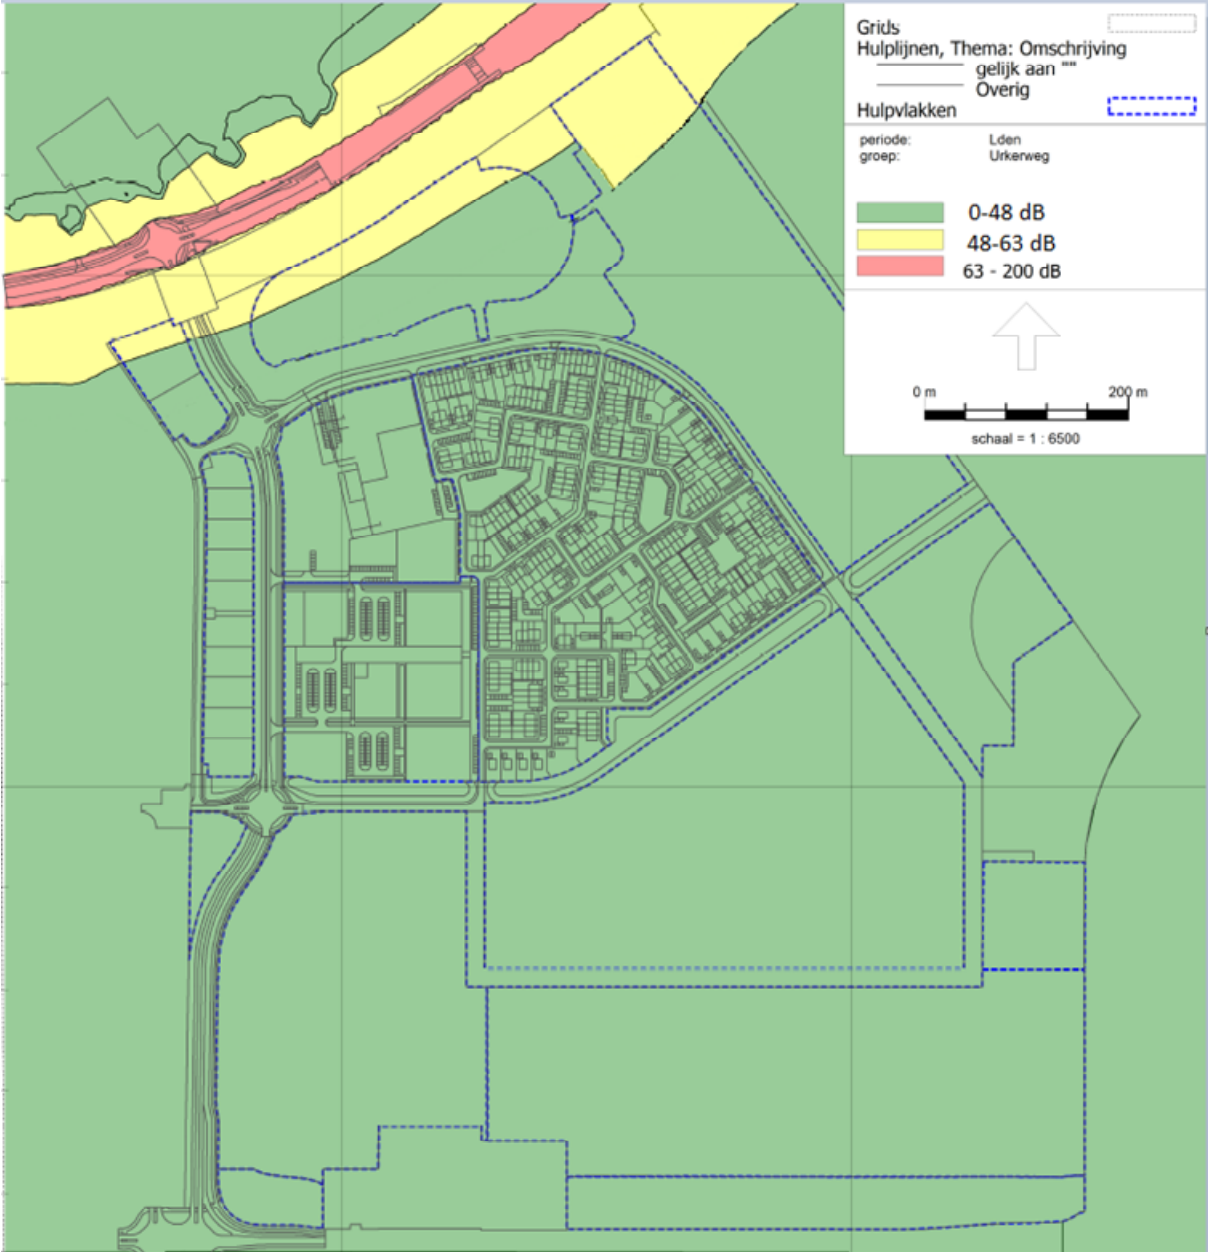 Grids
Hulplijnen, Thema: Omschrijving
gelijk aan ""
Overig
Hulpvlakken
periode: Lden
groep: Urkerweg
0-48 dB
48-63 dB
63 - 200 dB
0 m 200 m
schaal = 1 : 6500